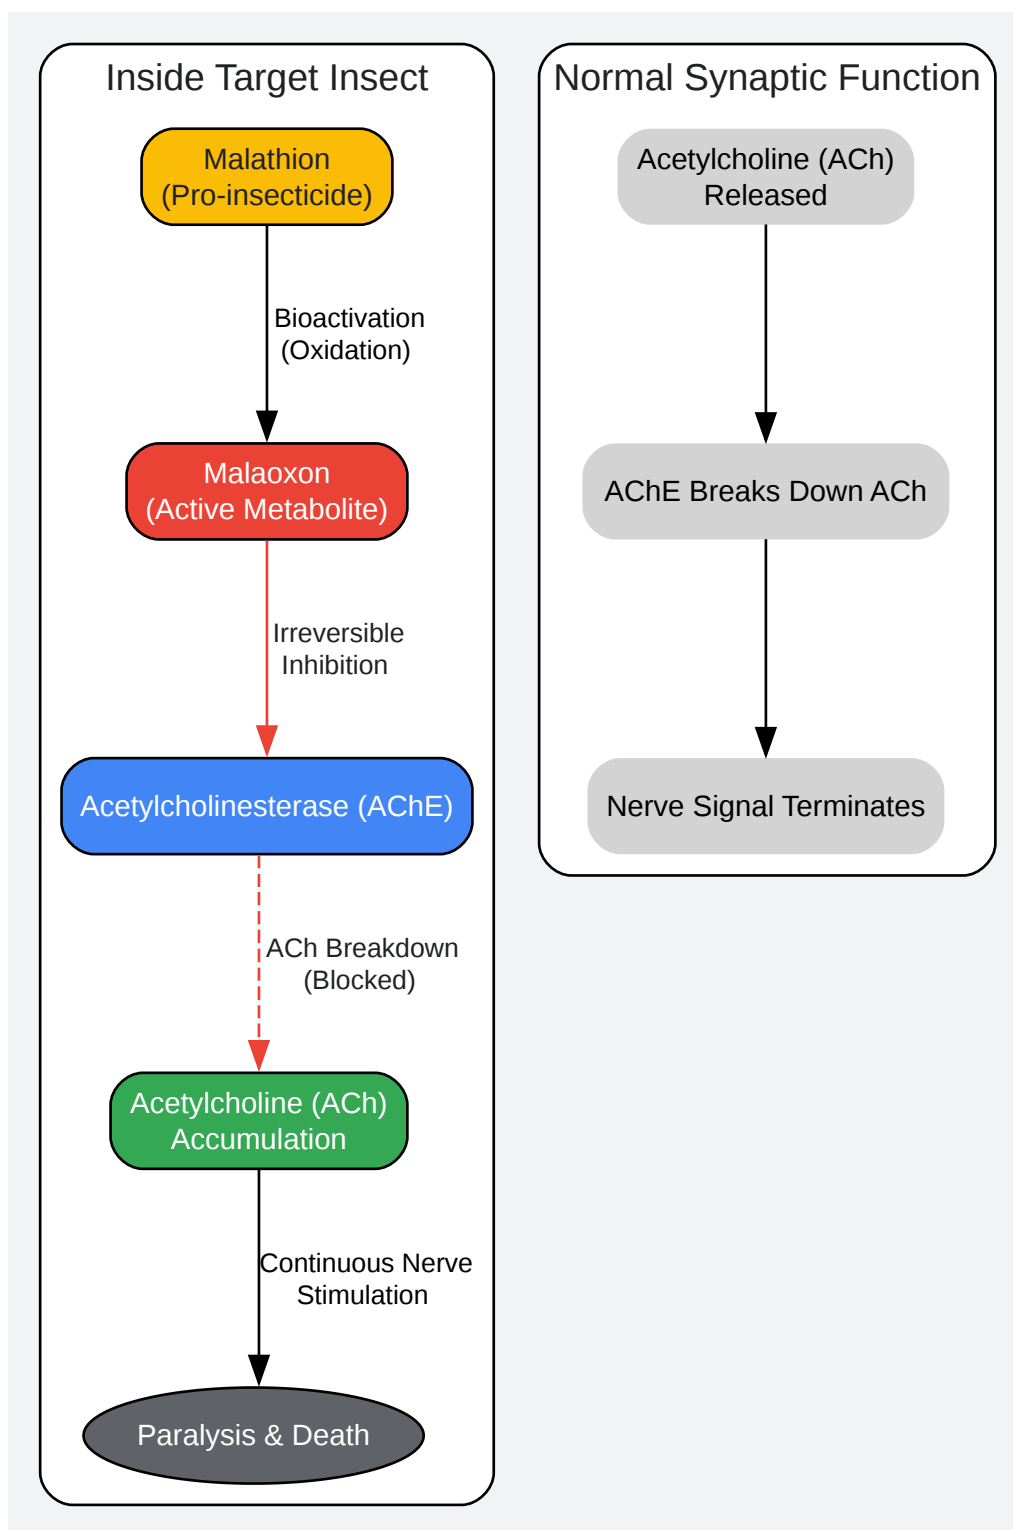 Inside Target Insect
Malathion
(Pro-insecticide)
Bioactivation
(Oxidation)
Malaoxon
(Active Metabolite)
Irreversible
Inhibition
Acetylcholinesterase (AChE)
ACh Breakdown
(Blocked)
Acetylcholine (ACh)
Accumulation
Continuous Nerve
Stimulation
Paralysis & Death
Normal Synaptic Function
Acetylcholine (ACh)
Released
AChE Breaks Down ACh
Nerve Signal Terminates